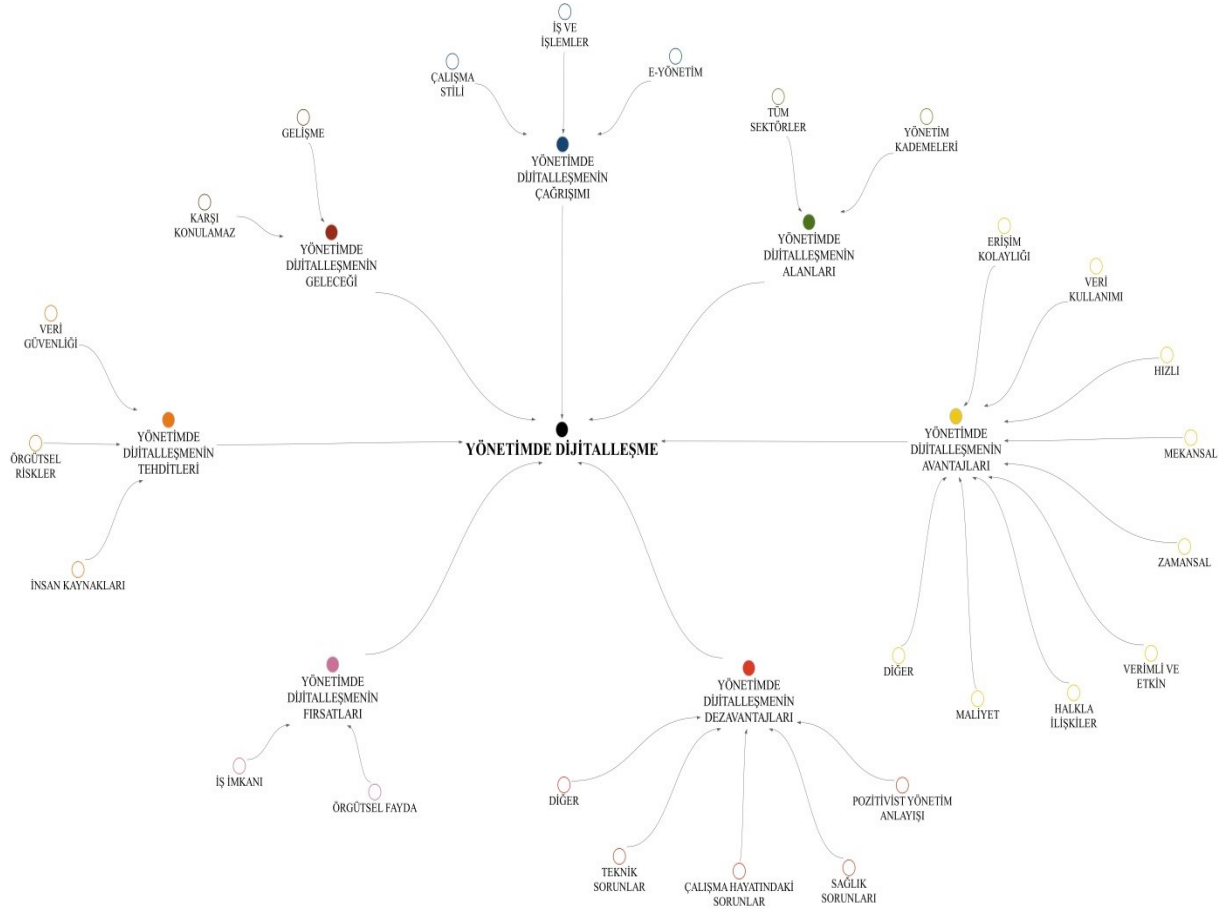 İŞ VE
İŞLEMLER
ÇALIŞMA
STİLİ
E-YÖNETİM
YÖNETİMDE
DİJİTALLEŞMENİN
ÇAĞRIŞIMI
GELİŞME
KARŞI
KONULAMAZ
YÖNETİMDE
DİJİTALLEŞMENİN
GELECEĞİ
TÜM
SEKTÖRLER
YÖNETİM
KADEMELERİ
YÖNETİMDE
DİJİTALLEŞMENİN
ALANLARI
VERİ
GÜVENLİĞİ
ÖRGÜTSEL
RİSKLER
İNSAN KAYNAKLARI
YÖNETİMDE
DİJİTALLEŞMENİN
TEHDİTLERİ
YÖNETİMDE DİJİTALLEŞME
ERİŞİM
KOLAYLIĞI
VERİ
KULLANIMI
HIZLI
MEKANSAL
ZAMANSAL
VERİMLİ VE
ETKİN
HALKLA
İLİŞKİLER
MALİYET
DİĞER
YÖNETİMDE
DİJİTALLEŞMENİN
AVANTAJLARI
YÖNETİMDE
DİJİTALLEŞMENİN
FIRSATLARI
İŞ İMKANI
ÖRGÜTSEL FAYDA
YÖNETİMDE
DİJİTALLEŞMENİN
DEZAVANTAJLARI
DİĞER
TEKNİK
SORUNLAR
ÇALIŞMA HAYATINDAKİ
SORUNLAR
SAĞLIK
SORUNLARI
POZİTİVİST YÖNETİM
ANLAYIŞI